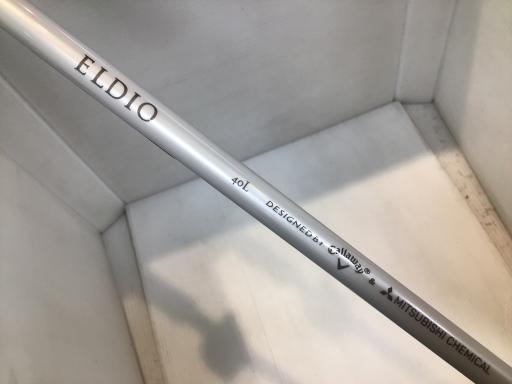 ELDIO 40L DESIGNED BY Callaway® & MITSUBISHI CHEMICAL